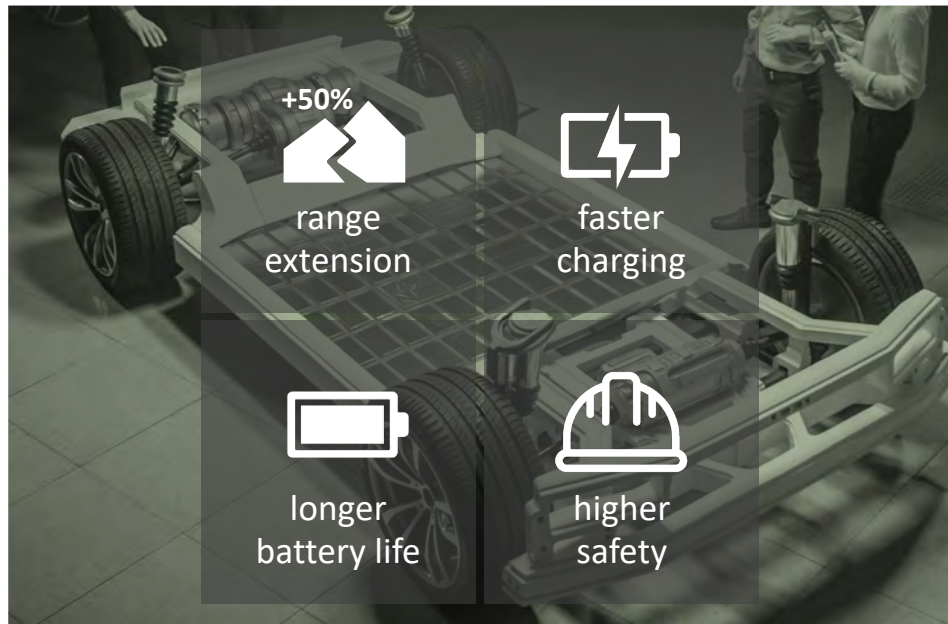 +50%
range
extension
faster
charging
longer
battery life
higher
safety